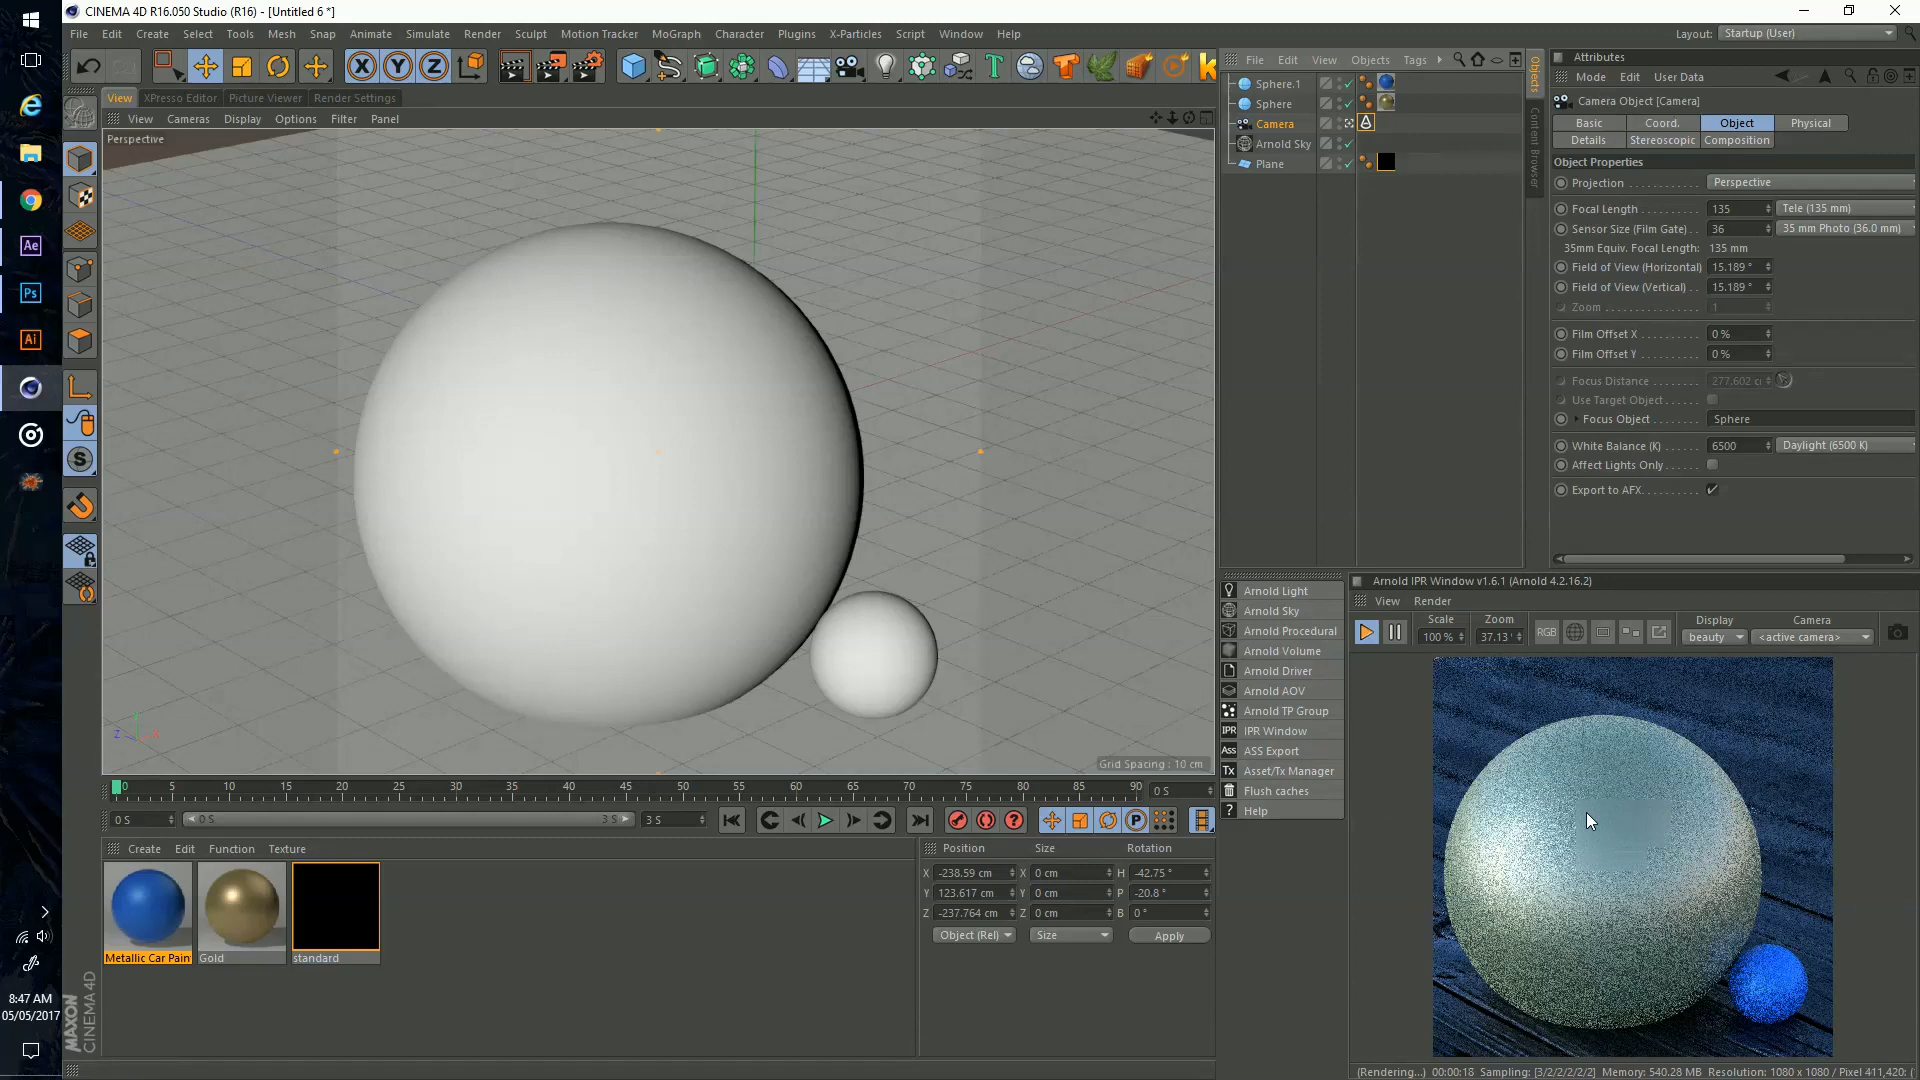 CINEMA 4D R16.050 Studio (R16) - [Untitled 6 *]
File Edit Create Select Tools Mesh Snap Animate Simulate Render Sculpt Motion Tracker MoGraph Character Plugins X-Particles Script Window Help
Layout: Startup (User)
View XPresso Editor Picture Viewer Render Settings
View Cameras Display Options Filter Panel
Perspective
Grid Spacing : 10 cm
File Edit View Objects Tags
Sphere.1
Sphere
Camera
Arnold Sky
Plane
Objects
Content Browser
Attributes
Mode Edit User Data
Camera Object [Camera]
Basic Coord. Object Physical
Details Stereoscopic Composition
Object Properties
Projection Perspective
Focal Length 135 Tele (135 mm)
Sensor Size (Film Gate) 36 35 mm Photo (36.0 mm)
35mm Equiv. Focal Length: 135 mm
Field of View (Horizontal) 15.189 °
Field of View (Vertical) 15.189 °
Zoom 1
Film Offset X 0 %
Film Offset Y 0 %
Focus Distance 277.602 c
Use Target Object
Focus Object Sphere
White Balance (K) 6500 Daylight (6500 K)
Affect Lights Only
Export to AFX
Arnold Light
Arnold Sky
Arnold Procedural
Arnold Volume
Arnold Driver
Arnold AOV
Arnold TP Group
IPR IPR Window
Ass ASS Export
Tx Asset/Tx Manager
Flush caches
? Help
Arnold IPR Window v1.6.1 (Arnold 4.2.16.2)
View Render
Scale Zoom Display Camera
100 % 37.13 RGB beauty <active camera>
0 5 10 15 20 25 30 35 40 45 50 55 60 65 70 75 80 85 90 0 S
0 S 0 S 3 S 3 S
Create Edit Function Texture
Metallic Car Pain Gold standard
Position Size Rotation
X -238.59 cm X 0 cm H -42.75 °
Y 123.617 cm Y 0 cm P -20.8 °
Z -237.764 cm Z 0 cm B 0 °
Object (Rel) Size Apply
MAXON
CINEMA 4D
Ae
Ps
Ai
8:47 AM
05/05/2017
(Rendering...) 00:00:18 Sampling: [3/2/2/2/2/2] Memory: 540.28 MB Resolution: 1080 x 1080 / Pixel 411,420: (